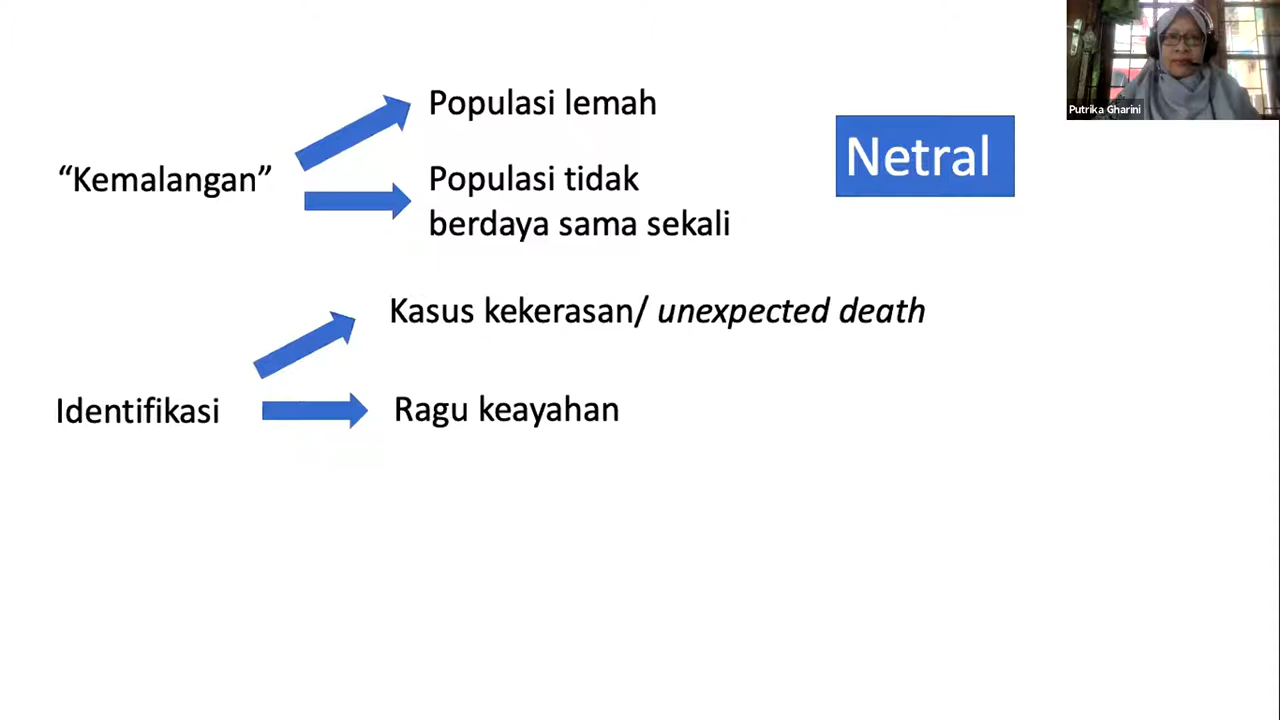 Populasi lemah
“Kemalangan”
Populasi tidak
berdaya sama sekali
Netral
Kasus kekerasan/ unexpected death
Identifikasi
Ragu keayahan
Putrika Gharini